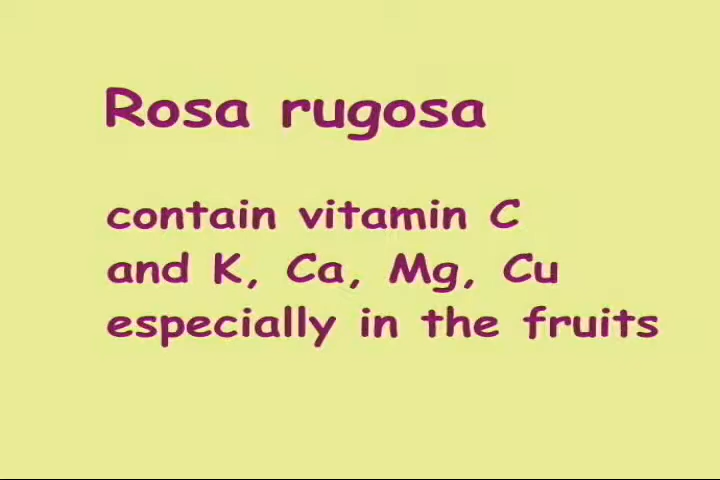 Rosa rugosa
contain vitamin C
and K, Ca, Mg, Cu
especially in the fruits